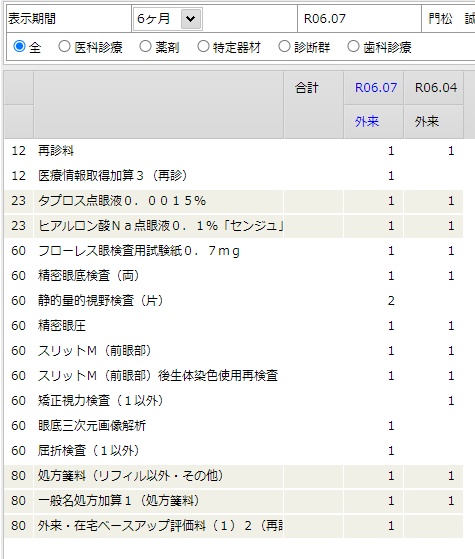 表示期間 6ヶ月 R06.07 門松
全 医科診療 薬剤 特定器材 診断群 歯科診療
合計 R06.07 R06.04
外来 外来
12 再診料 1 1
12 医療情報取得加算3（再診） 1
23 タプロス点眼液0．0015% 1 1
23 ヒアルロン酸Na点眼液0．1%「センジュ」 1 1
60 フローレス眼検査用試験紙0．7mg 1 1
60 精密眼底検査（両） 1 1
60 静的量的視野検査（片） 2
60 精密眼圧 1 1
60 スリットM（前眼部） 1 1
60 スリットM（前眼部）後生体染色使用再検査 1 1
60 矯正視力検査（1以外） 1
60 眼底三次元画像解析 1
60 屈折検査（1以外） 1
80 処方箋料（リフィル以外・その他） 1 1
80 一般名処方加算1（処方箋料） 1 1
80 外来・在宅ベースアップ評価料（1）2（再 1